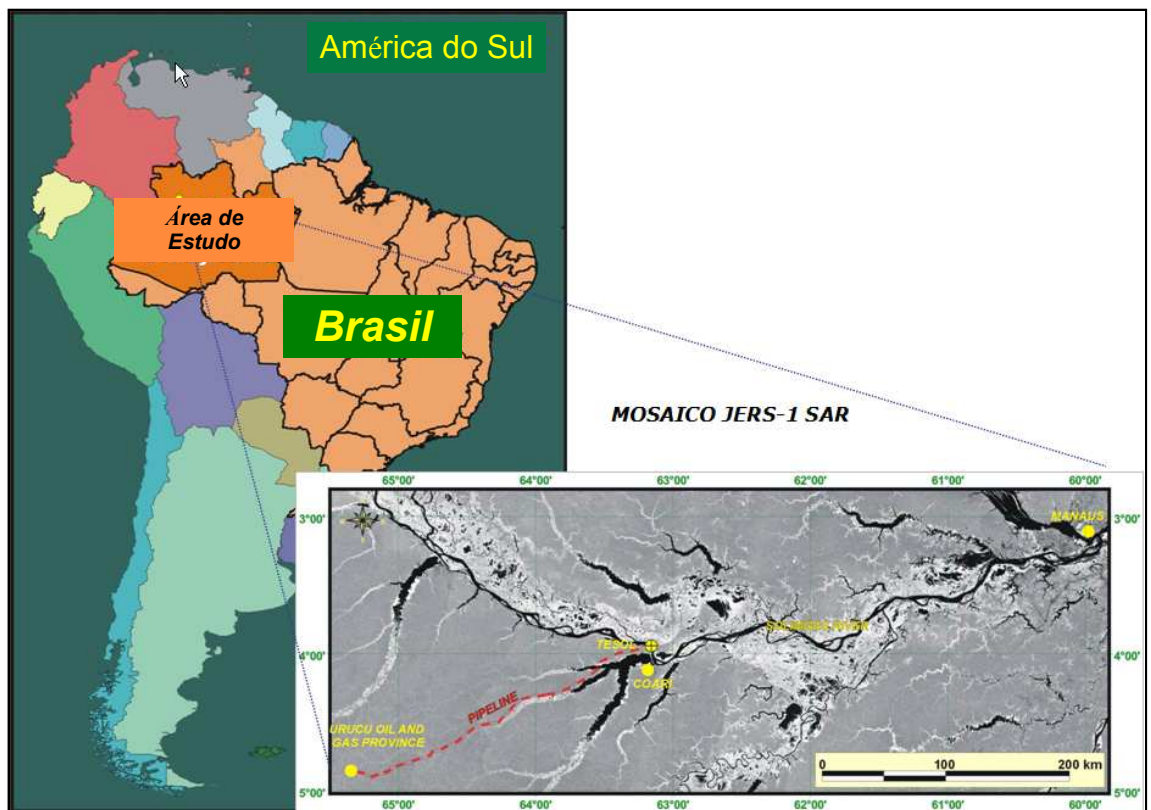 América do Sul
Área de
Estudo
Brasil
MOSAICO JERS-1 SAR
65°00' 64°00' 63°00' 62°00' 61°00' 60°00'
3°00' 3°00'
MANAUS
SOLIMÕES RIVER
TESOL
4°00' 4°00'
COARI
PIPELINE
URUCU OIL AND
GAS PROVINCE
0 100 200 km
5°00' 5°00'
65°00' 64°00' 63°00' 62°00' 61°00' 60°00'